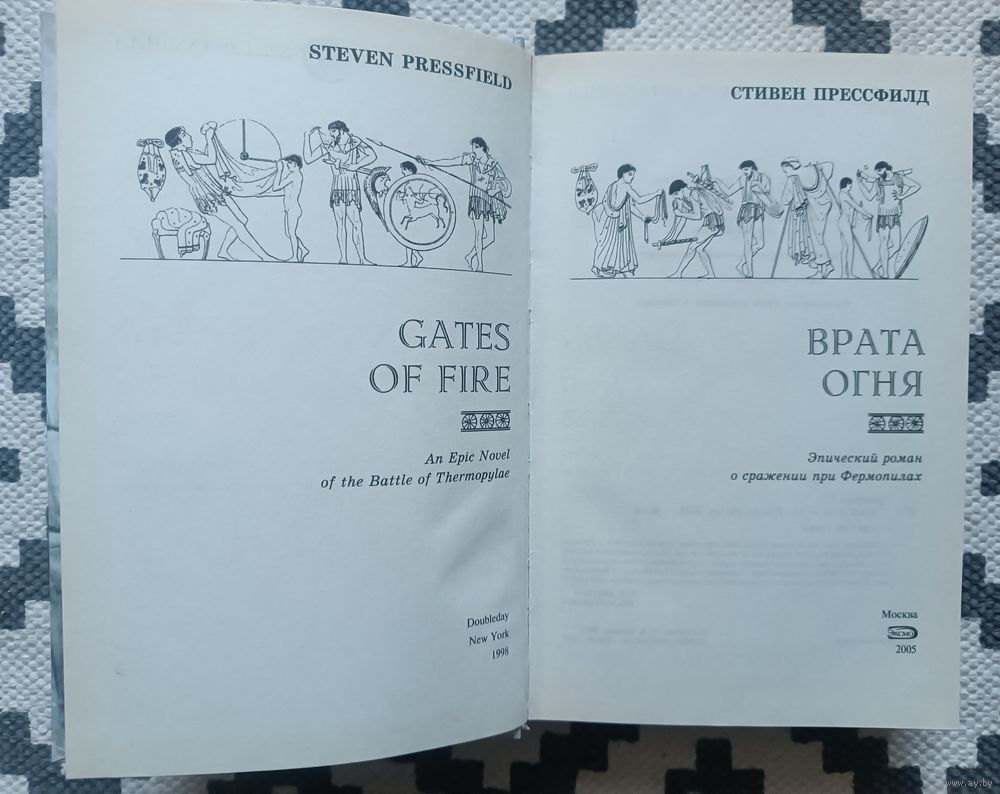 STEVEN PRESSFIELD
GATES
OF FIRE
An Epic Novel
of the Battle of Thermopylae
Doubleday
New York
1998
СТИВЕН ПРЕССФИЛД
ВРАТА
ОГНЯ
Эпический роман
о сражении при Фермопилах
Москва
ЭКСМО
2005
www.ay.by